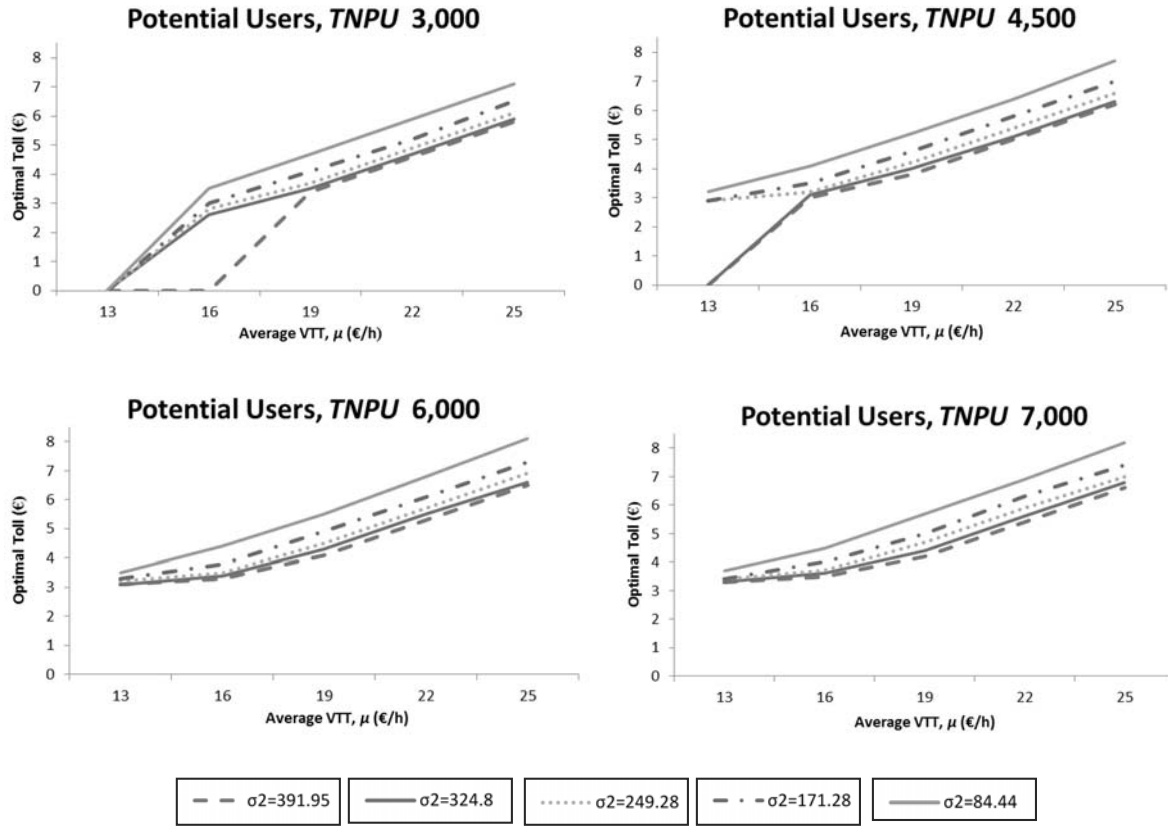 Potential Users, TNPU 3,000
Optimal Toll (€)
8
7
6
5
4
3
2
1
0
13 16 19 22 25
Average VTT, μ (€/h)
Potential Users, TNPU 4,500
Optimal Toll (€)
8
7
6
5
4
3
2
1
0
13 16 19 22 25
Average VTT, μ (€/h)
Potential Users, TNPU 6,000
Optimal Toll (€)
8
7
6
5
4
3
2
1
0
13 16 19 22 25
Average VTT, μ (€/h)
Potential Users, TNPU 7,000
Optimal Toll (€)
8
7
6
5
4
3
2
1
0
13 16 19 22 25
Average VTT, μ (€/h)
σ2=391.95 σ2=324.8 σ2=249.28 σ2=171.28 σ2=84.44